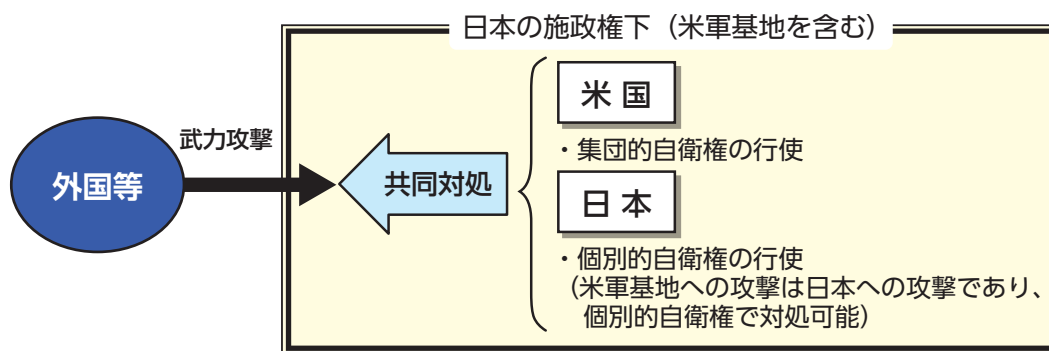 日本の施政権下（米軍基地を含む）
外国等
武力攻撃
共同対処
米国
・集団的自衛権の行使
日本
・個別的自衛権の行使
（米軍基地への攻撃は日本への攻撃であり、
個別的自衛権で対処可能）